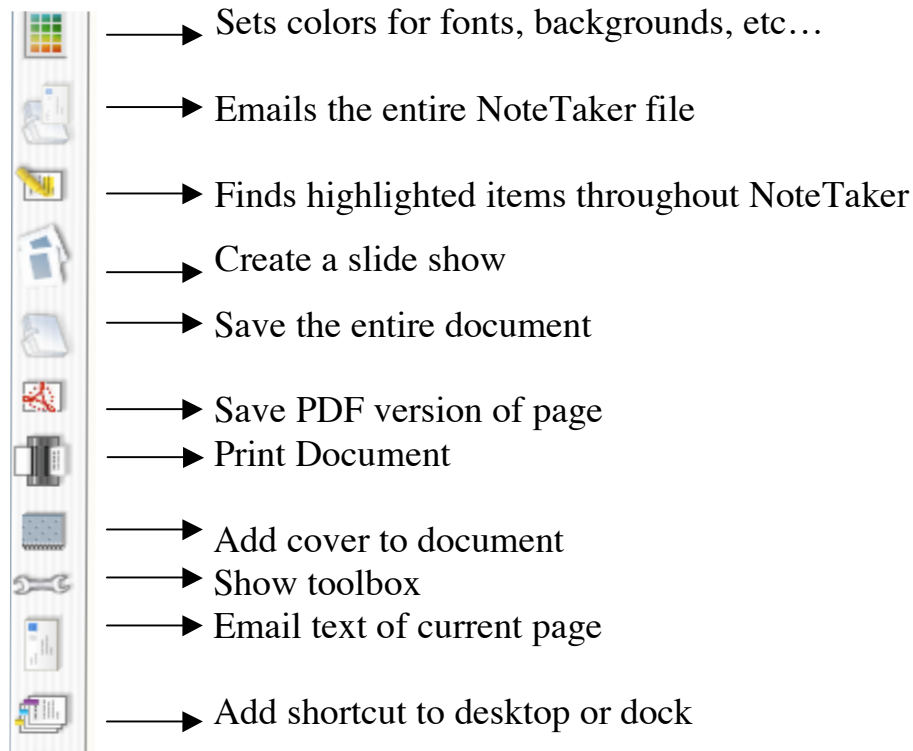 Sets colors for fonts, backgrounds, etc…
Emails the entire NoteTaker file
Finds highlighted items throughout NoteTaker
Create a slide show
Save the entire document
Save PDF version of page
Print Document
Add cover to document
Show toolbox
Email text of current page
Add shortcut to desktop or dock